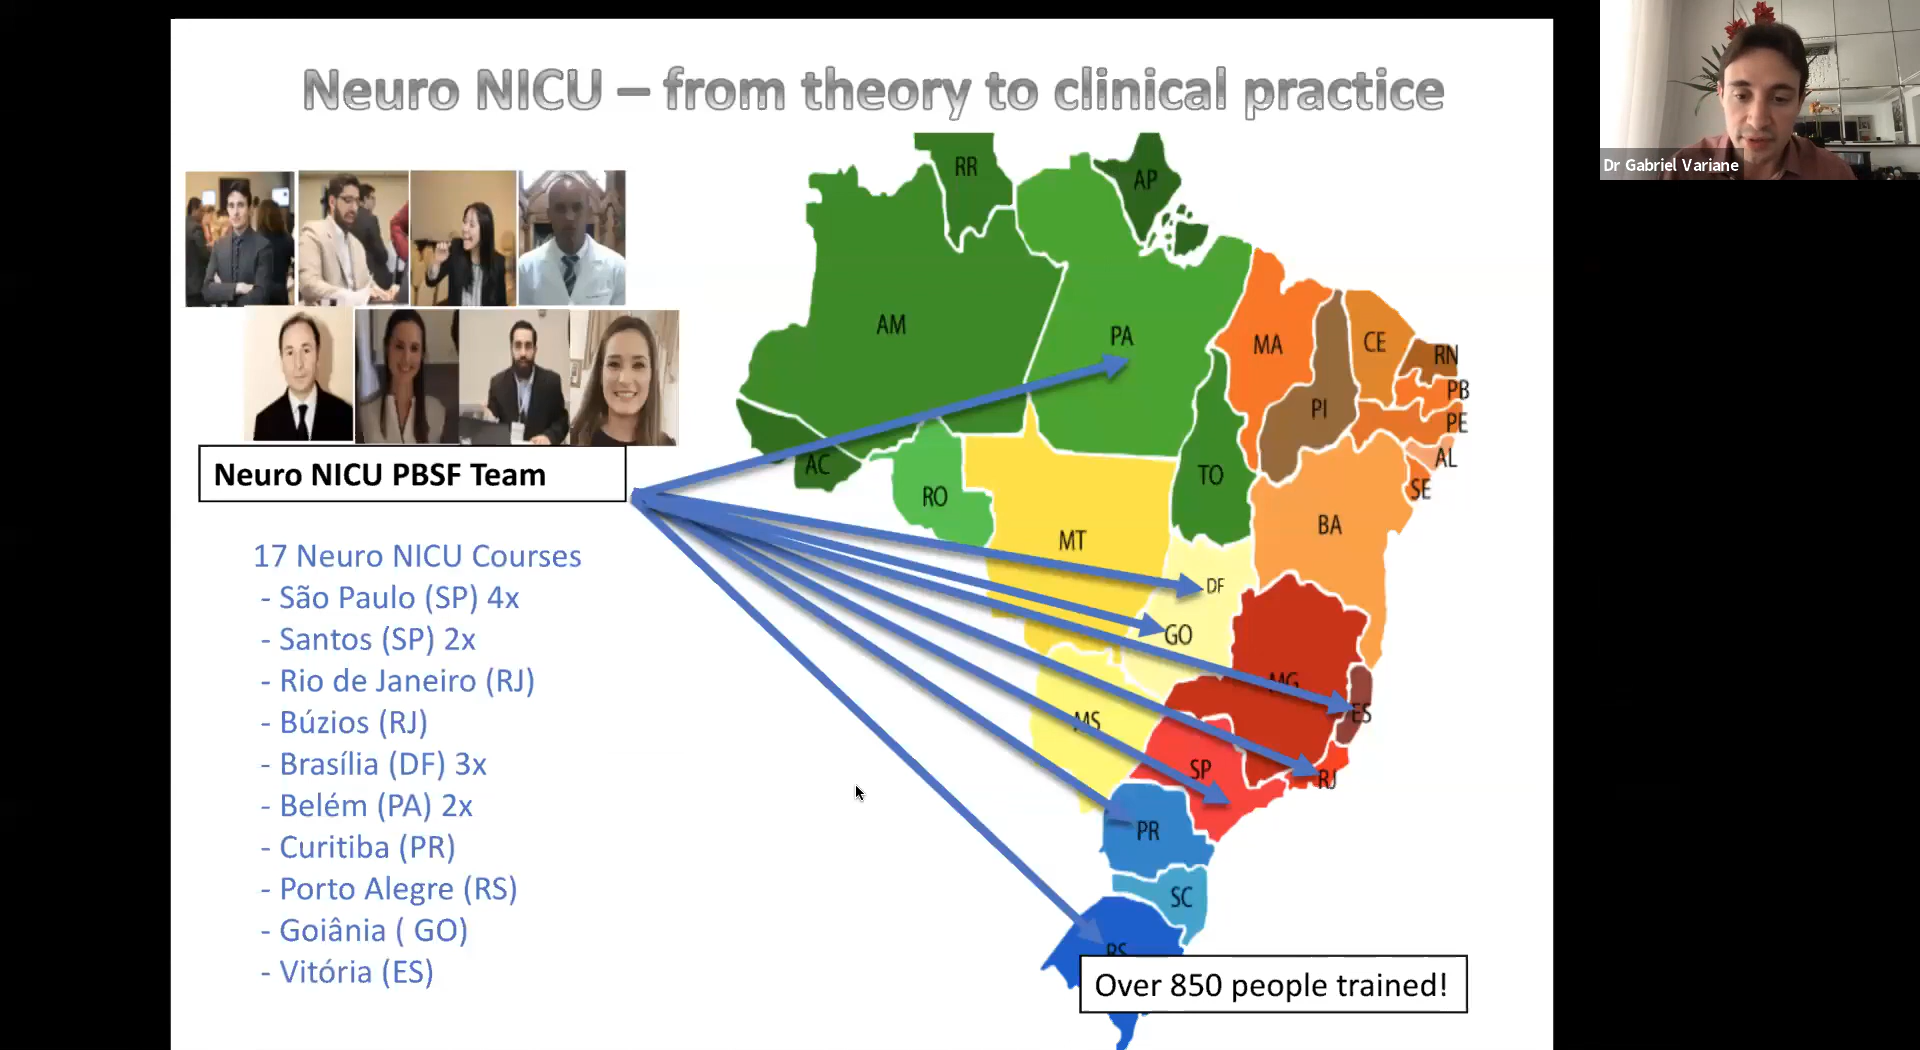 Neuro NICU – from theory to clinical practice
Dr Gabriel Variane
Neuro NICU PBSF Team
17 Neuro NICU Courses
- São Paulo (SP) 4x
- Santos (SP) 2x
- Rio de Janeiro (RJ)
- Búzios (RJ)
- Brasília (DF) 3x
- Belém (PA) 2x
- Curitiba (PR)
- Porto Alegre (RS)
- Goiânia ( GO)
- Vitória (ES)
RR
AP
AM
PA
MA
CE
RN
PB
PI
PE
AL
AC
TO
SE
RO
BA
MT
DF
GO
MG
ES
MS
SP
RJ
PR
SC
RS
Over 850 people trained!